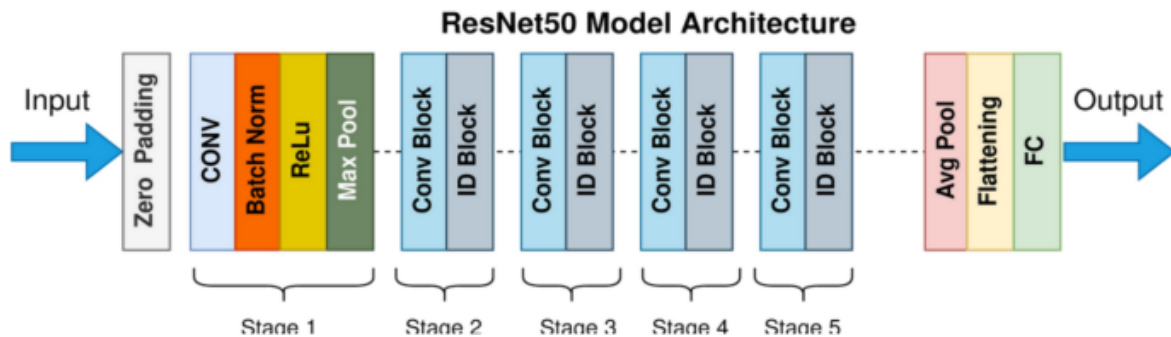 ResNet50 Model Architecture
Input
Zero Padding
CONV
Batch Norm
ReLu
Max Pool
Conv Block
ID Block
Conv Block
ID Block
Conv Block
ID Block
Conv Block
ID Block
Avg Pool
Flattening
FC
Output
Stage 1
Stage 2
Stage 3
Stage 4
Stage 5